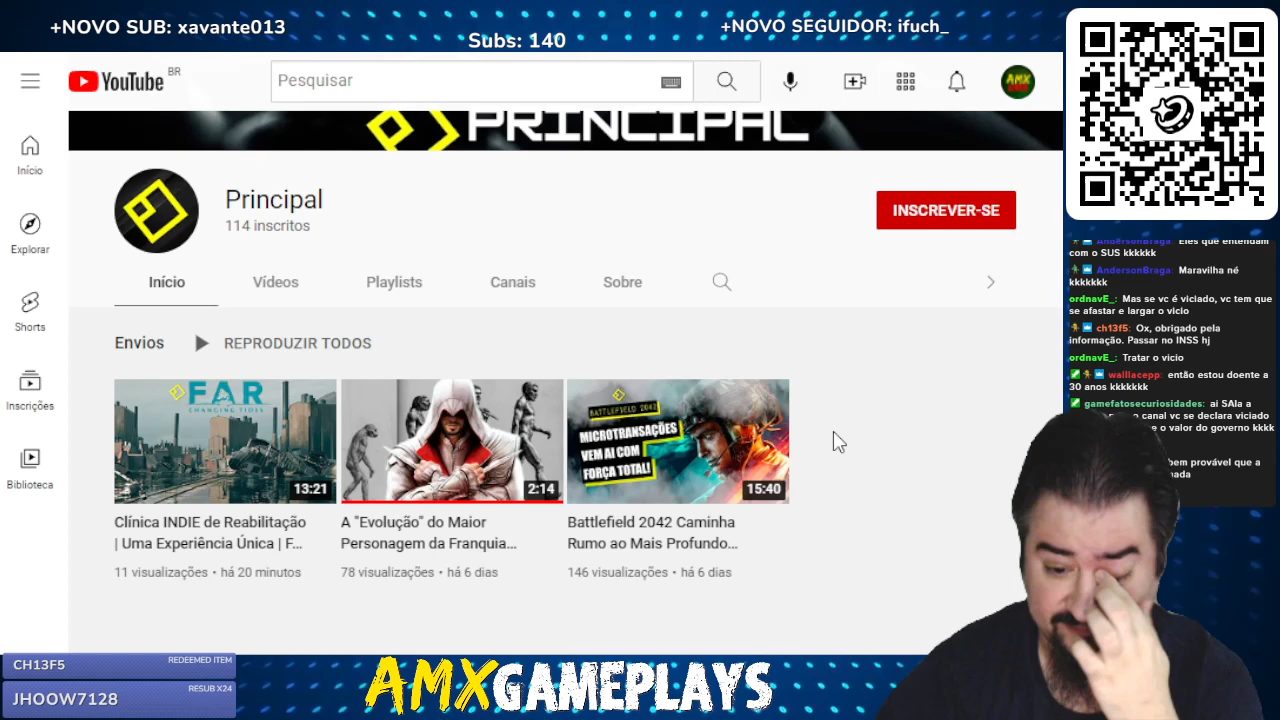 +NOVO SUB: xavante013
Subs: 140
+NOVO SEGUIDOR: ifuch_
YouTube BR
Pesquisar
AMX
PRINCIPAL
Início
Explorar
Shorts
Inscrições
Biblioteca
Principal
114 inscritos
INSCREVER-SE
Início
Vídeos
Playlists
Canais
Sobre
Envios
REPRODUZIR TODOS
FAR
CHANGING TIDES
13:21
2:14
BATTLEFIELD 2042
MICROTRANSAÇÕES
VEM AI COM
FORÇA TOTAL!
15:40
Clínica INDIE de Reabilitação
| Uma Experiência Única | F...
11 visualizações • há 20 minutos
A "Evolução" do Maior
Personagem da Franquia...
78 visualizações • há 6 dias
Battlefield 2042 Caminha
Rumo ao Mais Profundo...
146 visualizações • há 6 dias
AndersonBraga: Eles que entendam
com o SUS kkkkkk
AndersonBraga: Maravilha né
kkkkkkk
ordnavE_: Mas se vc é viciado, vc tem que
se afastar e largar o vicio
ch13f5: Ox, obrigado pela
informação. Passar no INSS hj
ordnavE_: Tratar o vicio
walllacepp: então estou doente a
30 anos kkkkkkk
gamefatosecuriosidades: ai SAIa a
canal vc se declara viciado
e o valor do governo kkkk
bem provável que a
CH13F5
REDEEMED ITEM
JHOOW7128
RESUB X24
AMXGAMEPLAYS